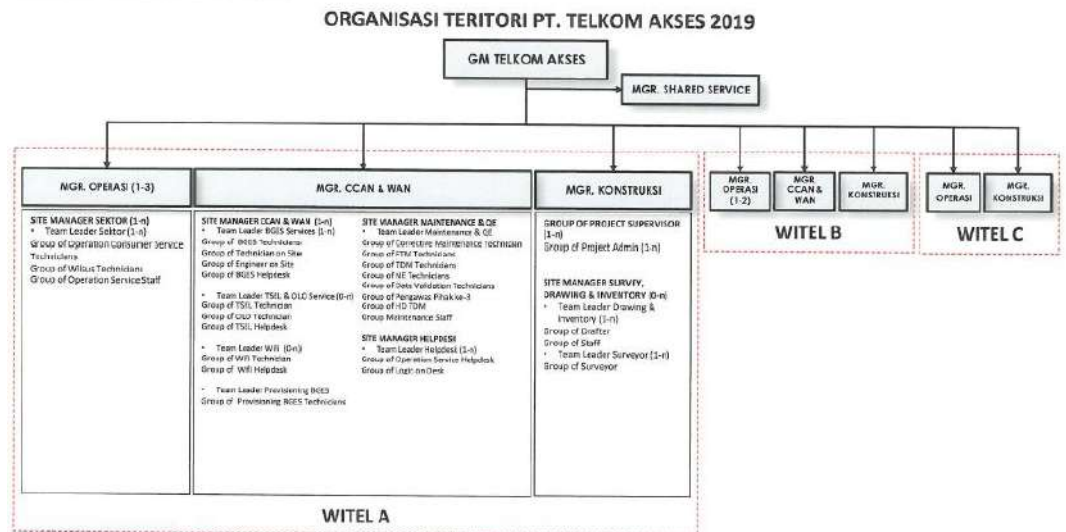 ORGANISASI TERITORI PT. TELKOM AKSES 2019
GM TELKOM AKSES
MGR. SHARED SERVICE
MGR. OPERASI (1-3)
SITE MANAGER SEKTOR (1-n)
• Team Leader Sektor (1-n)
Group of Operation Consumer Service
Technicians
Group of Wilsus Technicians
Group of Operation Service Staff
MGR. CCAN & WAN
SITE MANAGER CCAN & WAN (1-n)
• Team Leader BGES Services (1-n)
Group of BGES Technicians
Group of Technician on Site
Group of Engineer on Site
Group of BGES Helpdesk
• Team Leader TSEL & OLO Service (0-n)
Group of TSEL Technician
Group of OLO Technician
Group of TSEL Helpdesk
• Team Leader Wifi (0-n)
Group of Wifi Technician
Group of Wifi Helpdesk
• Team Leader Provisioning BGES
Group of Provisioning BGES Technicians
SITE MANAGER MAINTENANCE & QE
• Team Leader Maintenance & QE
Group of Corrective Maintenance Technician
Group of FTM Technicians
Group of TDM Technicians
Group of NE Technicians
Group of Data Validation Technicians
Group of Pengawas Pihak ke-3
Group of HD TDM
Group Maintenance Staff
SITE MANAGER HELPDESK
• Team Leader Helpdesk (1-n)
Group of Operation Service Helpdesk
Group of Logic on Desk
MGR. KONSTRUKSI
GROUP OF PROJECT SUPERVISOR
(1-n)
Group of Project Admin (1-n)
SITE MANAGER SURVEY,
DRAWING & INVENTORY (0-n)
• Team Leader Drawing &
Inventory (1-n)
Group of Drafter
Group of Staff
• Team Leader Surveyor (1-n)
Group of Surveyor
WITEL A
MGR.
OPERASI
(1-2)
MGR.
CCAN &
WAN
MGR.
KONSTRUKSI
WITEL B
MGR.
OPERASI
MGR.
KONSTRUKSI
WITEL C